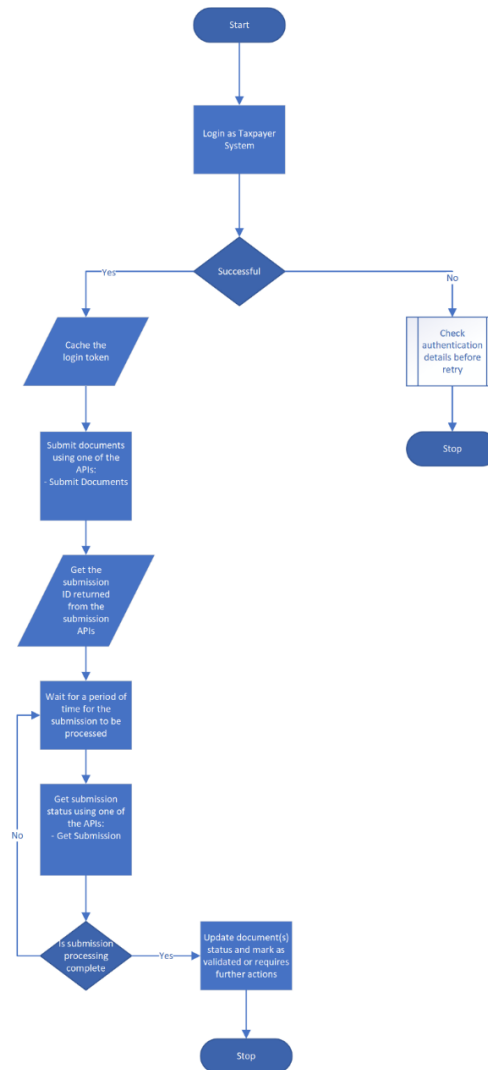 Start
Login as Taxpayer
System
Successful
Yes
No
Cache the
login token
Check
authentication
details before
retry
Submit documents
using one of the
APIs:
- Submit Documents
Stop
Get the
submission
ID returned
from the
submission
APIs
Wait for a period of
time for the
submission to be
processed
Get submission
status using one of
the APIs:
- Get Submission
No
Is submission
processing
complete
Yes
Update document(s)
status and mark as
validated or requires
further actions
Stop